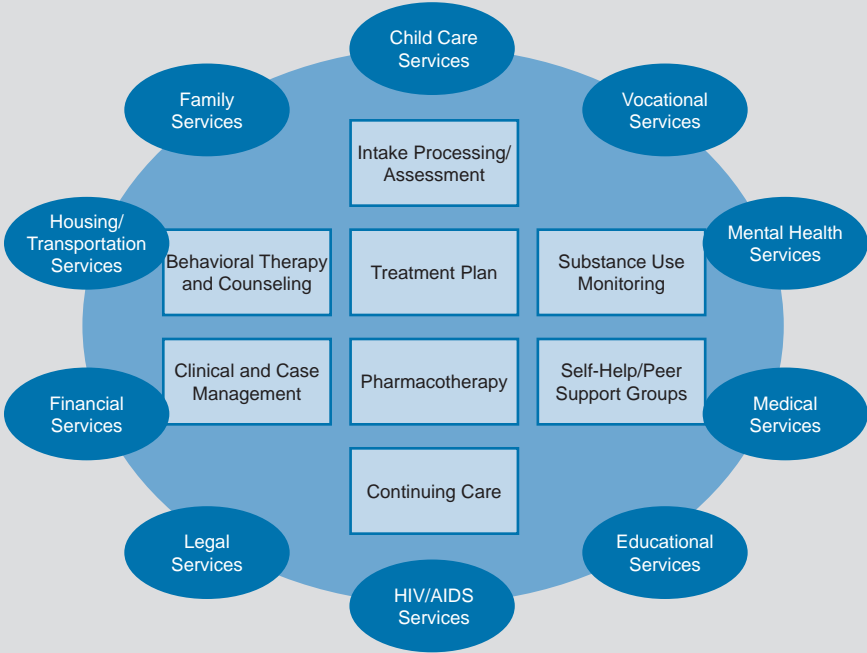 Child Care
Services
Family
Services
Vocational
Services
Intake Processing/
Assessment
Housing/
Transportation
Services
Mental Health
Services
Behavioral Therapy
and Counseling
Treatment Plan
Substance Use
Monitoring
Clinical and Case
Management
Pharmacotherapy
Self-Help/Peer
Support Groups
Financial
Services
Medical
Services
Continuing Care
Legal
Services
Educational
Services
HIV/AIDS
Services